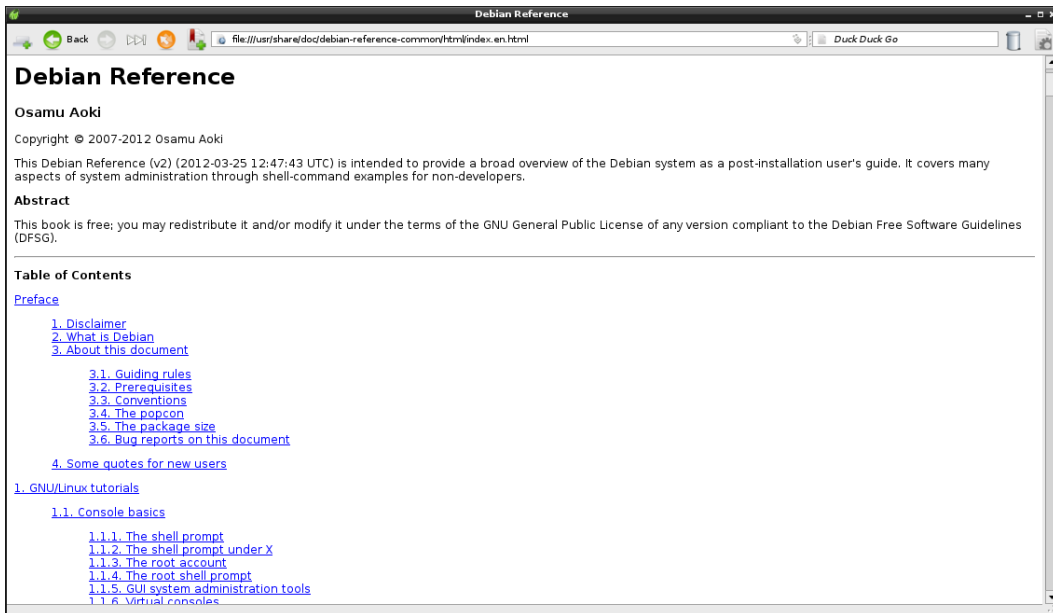 Debian Reference
Back
file:///usr/share/doc/debian-reference-common/html/index.en.html
Duck Duck Go
Debian Reference
Osamu Aoki
Copyright © 2007-2012 Osamu Aoki
This Debian Reference (v2) (2012-03-25 12:47:43 UTC) is intended to provide a broad overview of the Debian system as a post-installation user's guide. It covers many
aspects of system administration through shell-command examples for non-developers.
Abstract
This book is free; you may redistribute it and/or modify it under the terms of the GNU General Public License of any version compliant to the Debian Free Software Guidelines
(DFSG).
Table of Contents
Preface
1. Disclaimer
2. What is Debian
3. About this document
3.1. Guiding rules
3.2. Prerequisites
3.3. Conventions
3.4. The popcon
3.5. The package size
3.6. Bug reports on this document
4. Some quotes for new users
1. GNU/Linux tutorials
1.1. Console basics
1.1.1. The shell prompt
1.1.2. The shell prompt under X
1.1.3. The root account
1.1.4. The root shell prompt
1.1.5. GUI system administration tools
1.1.6. Virtual consoles